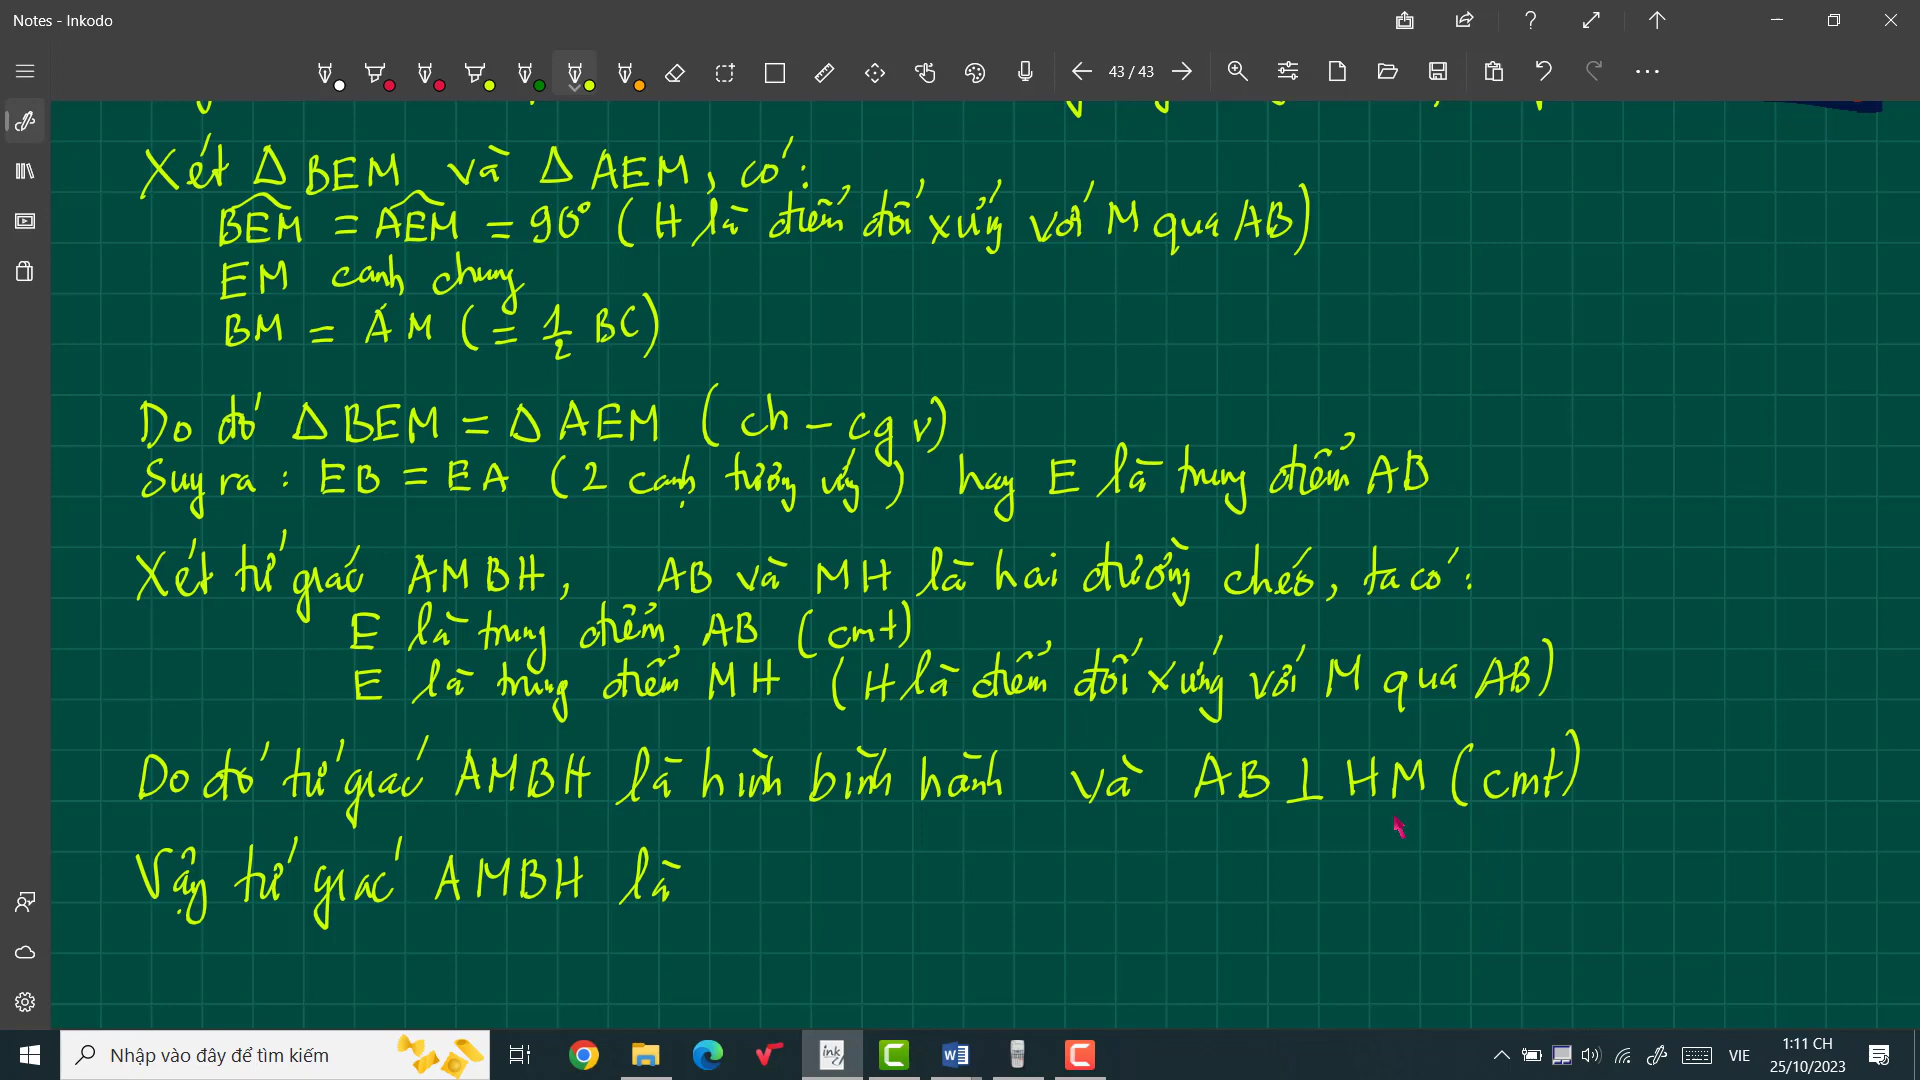 Notes - Inkodo
43 / 43
Xét Δ BEM và Δ AEM, có:
BEM = AEM = 90° (H là điểm đối xứng với M qua AB)
EM cạnh chung
BM = AM (= 1/2 BC)
Do đó Δ BEM = Δ AEM (ch - cgv)
Suy ra : EB = EA (2 cạnh tương ứng) hay E là trung điểm AB
Xét tứ giác AMBH, AB và MH là hai đường chéo, ta có:
E là trung điểm AB (cmt)
E là trung điểm MH (H là điểm đối xứng với M qua AB)
Do đó tứ giác AMBH là hình bình hành và AB ⊥ HM (cmt)
Vậy tứ giác AMBH là
Nhập vào đây để tìm kiếm
VIE
1:11 CH
25/10/2023